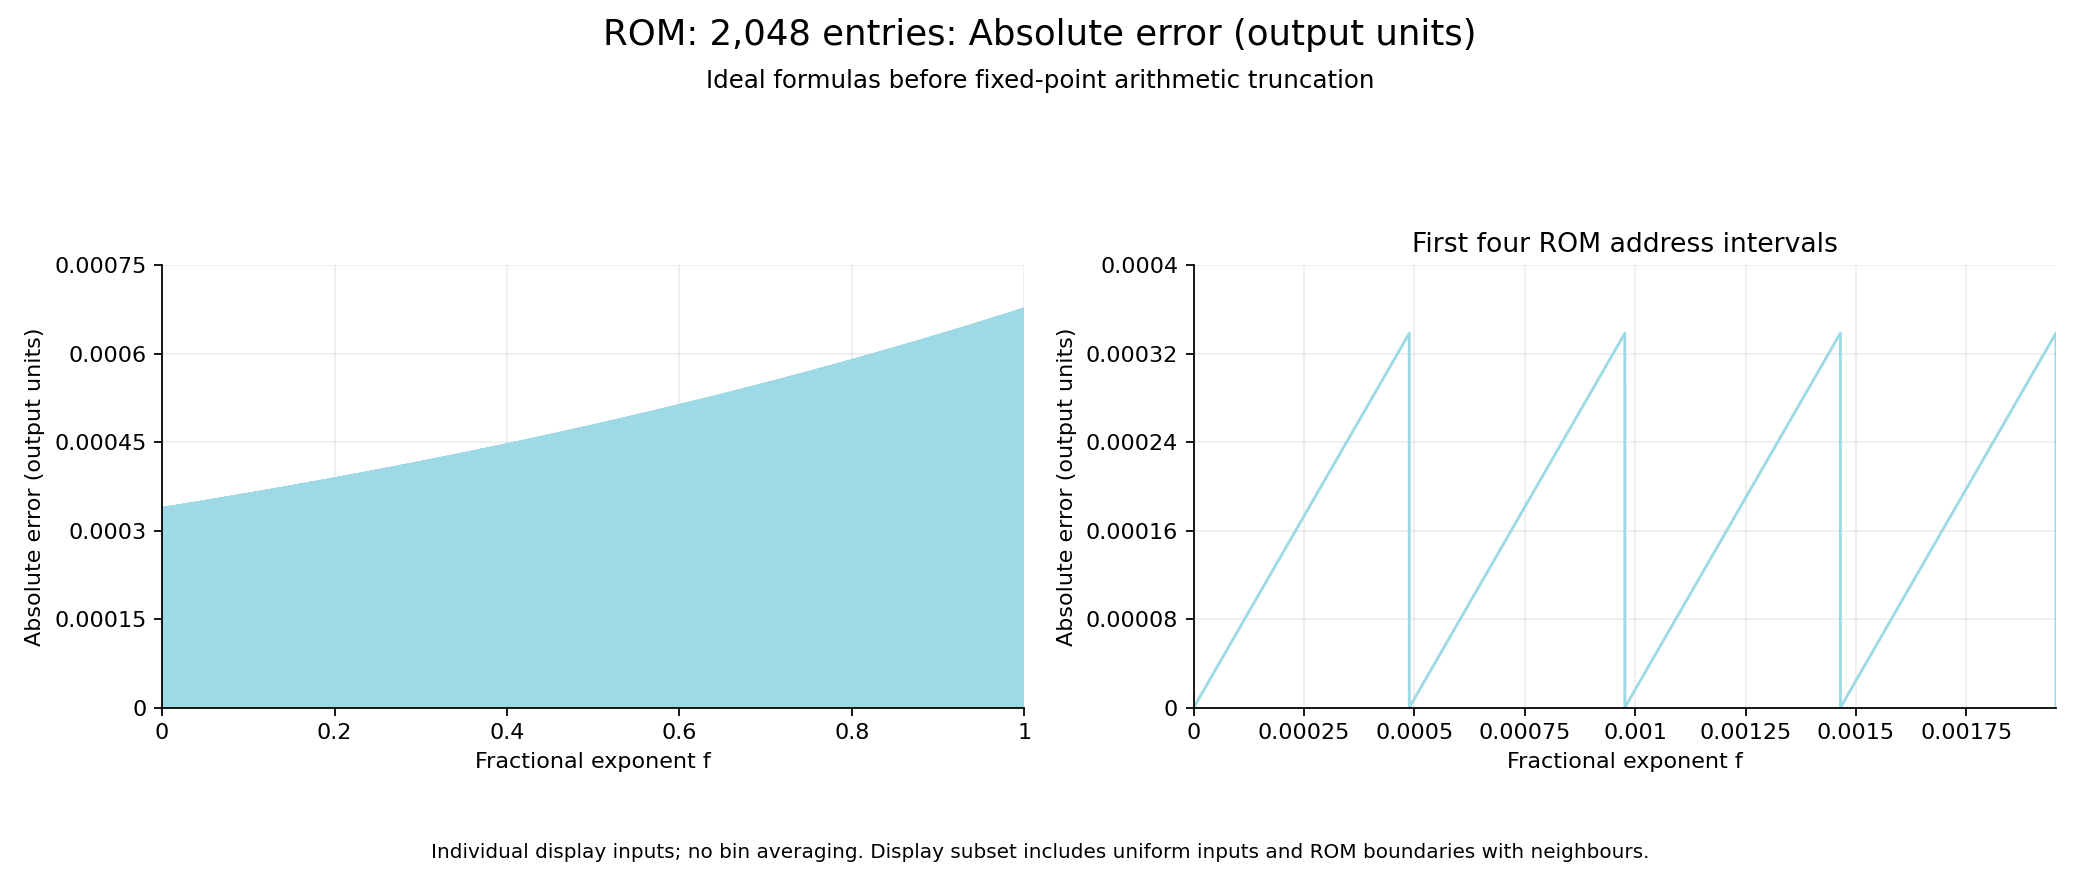 ROM: 2,048 entries: Absolute error (output units)
Ideal formulas before fixed-point arithmetic truncation
Absolute error (output units)
0.00075
0.0006
0.00045
0.0003
0.00015
0
0 0.2 0.4 0.6 0.8 1
Fractional exponent f
First four ROM address intervals
Absolute error (output units)
0.0004
0.00032
0.00024
0.00016
0.00008
0
0 0.00025 0.0005 0.00075 0.001 0.00125 0.0015 0.00175
Fractional exponent f
Individual display inputs; no bin averaging. Display subset includes uniform inputs and ROM boundaries with neighbours.